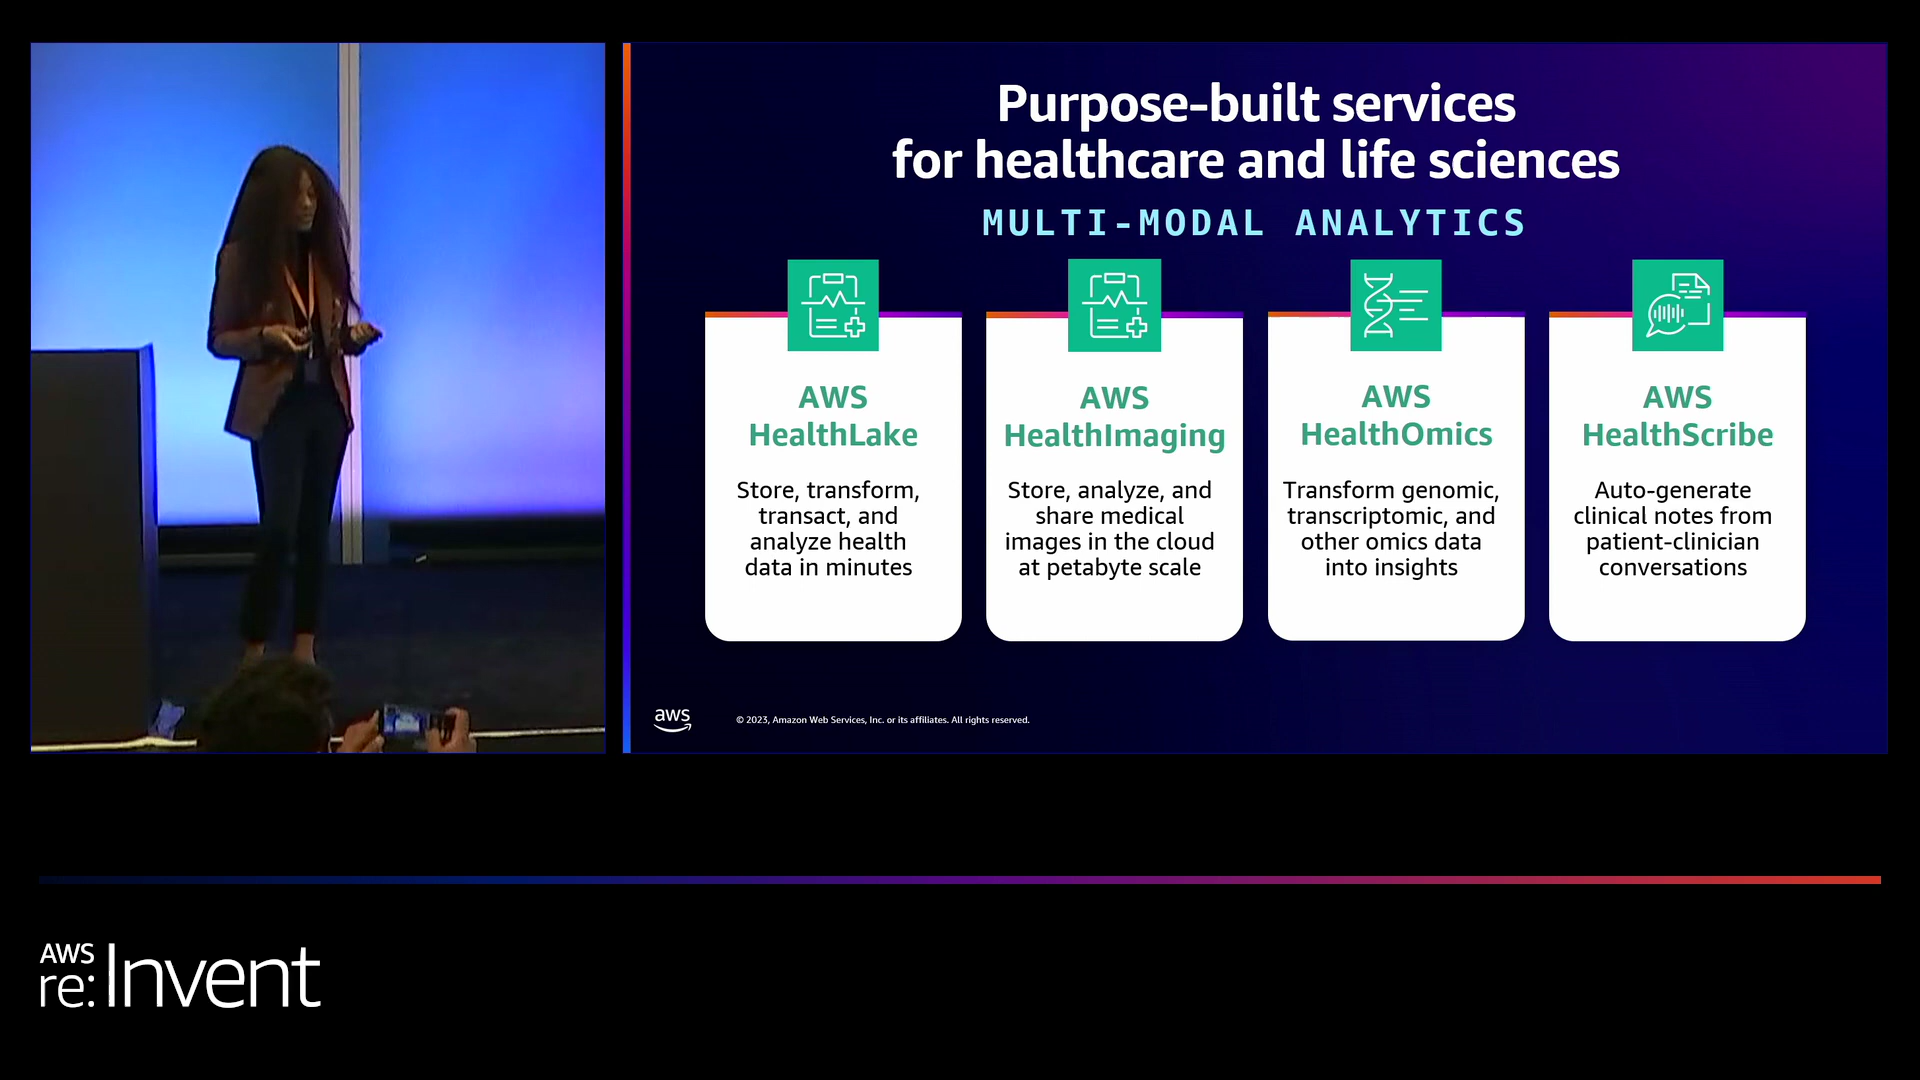 Purpose-built services
for healthcare and life sciences
MULTI-MODAL ANALYTICS
AWS
HealthLake
Store, transform,
transact, and
analyze health
data in minutes
AWS
HealthImaging
Store, analyze, and
share medical
images in the cloud
at petabyte scale
AWS
HealthOmics
Transform genomic,
transcriptomic, and
other omics data
into insights
AWS
HealthScribe
Auto-generate
clinical notes from
patient-clinician
conversations
aws
© 2023, Amazon Web Services, Inc. or its affiliates. All rights reserved.
AWS
re:Invent